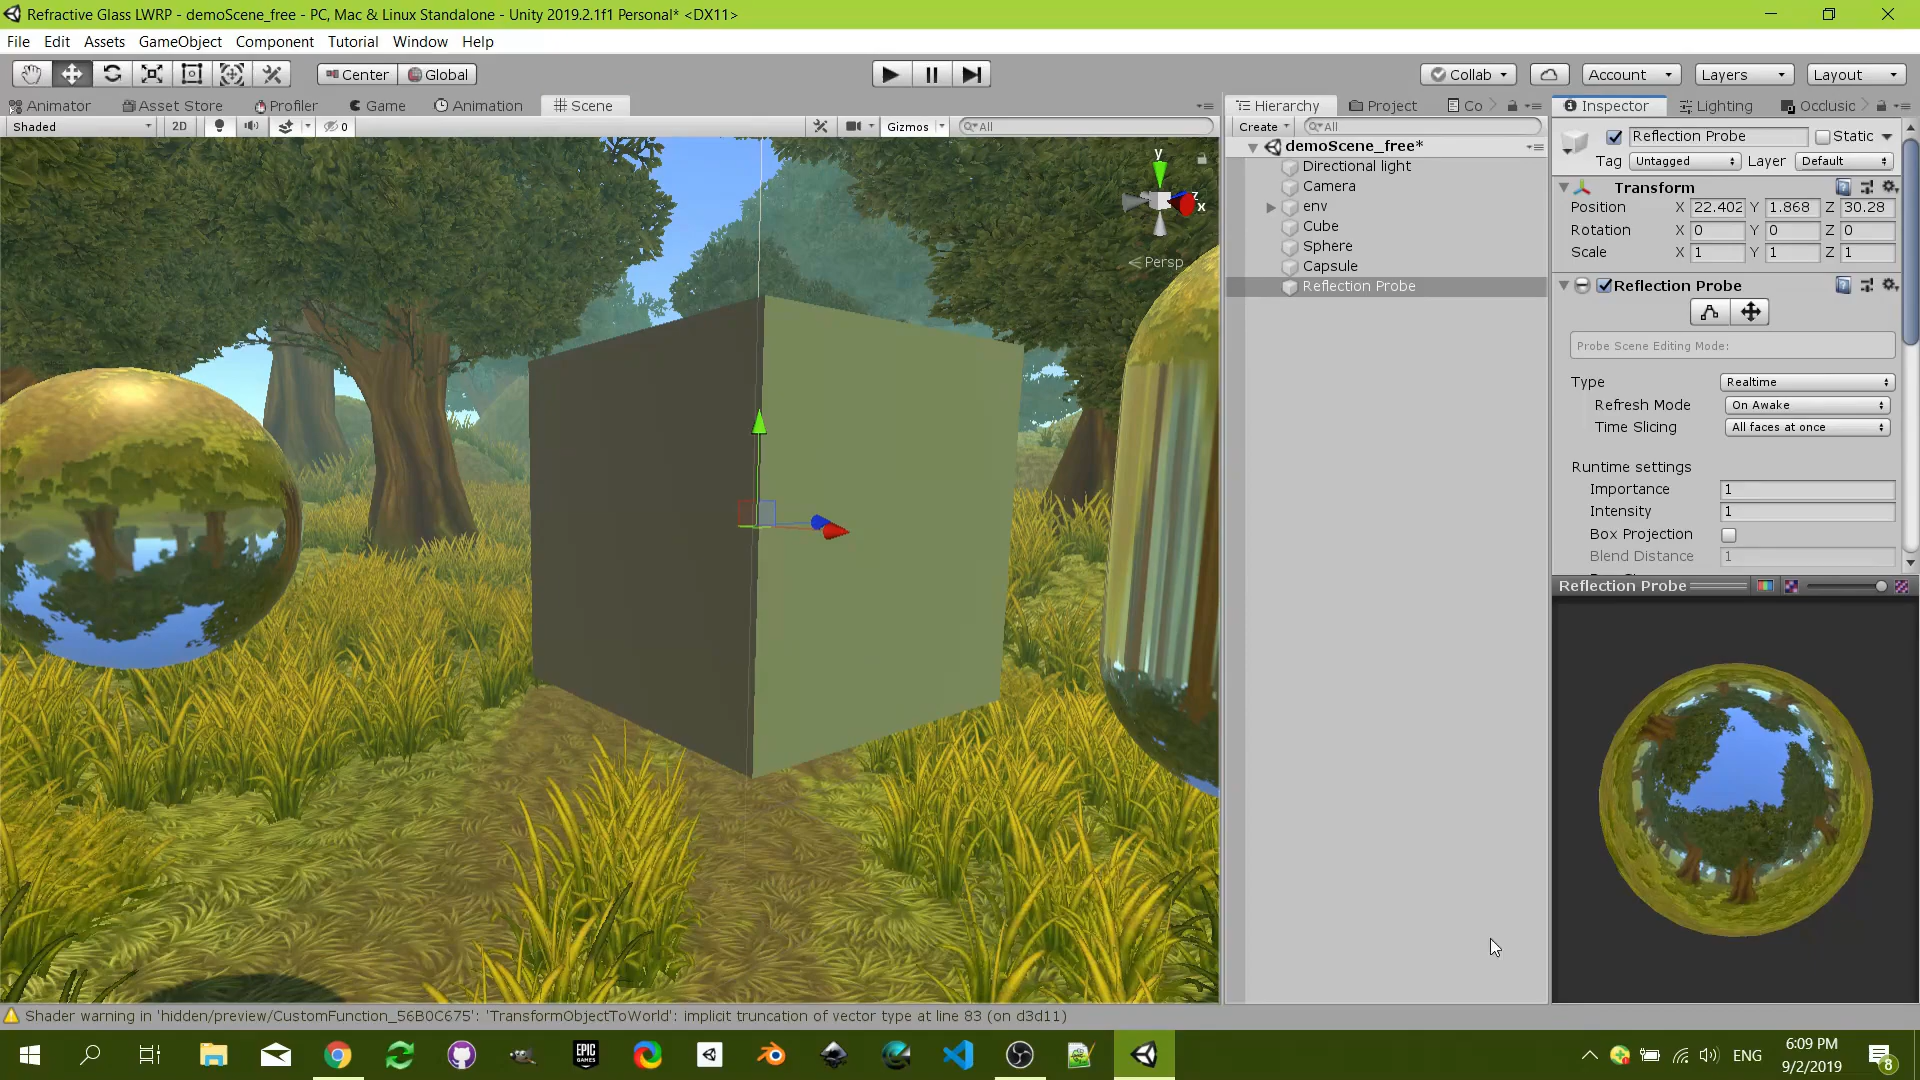 Refractive Glass LWRP - demoScene_free - PC, Mac & Linux Standalone - Unity 2019.2.1f1 Personal* <DX11>
File Edit Assets GameObject Component Tutorial Window Help
Center Global Collab Account Layers Layout
Animator Asset Store Profiler Game Animation Scene
Shaded 2D 0 Gizmos All
y
z
x
Persp
Hierarchy Project Co
Create All
demoScene_free*
Directional light
Camera
env
Cube
Sphere
Capsule
Reflection Probe
Inspector Lighting Occlusic
Reflection Probe Static
Tag Untagged Layer Default
Transform
Position X 22.402 Y 1.868 Z 30.28
Rotation X 0 Y 0 Z 0
Scale X 1 Y 1 Z 1
Reflection Probe
Probe Scene Editing Mode:
Type Realtime
Refresh Mode On Awake
Time Slicing All faces at once
Runtime settings
Importance 1
Intensity 1
Box Projection
Blend Distance 1
Reflection Probe
Shader warning in 'hidden/preview/CustomFunction_56B0C675': 'TransformObjectToWorld': implicit truncation of vector type at line 83 (on d3d11)
EPIC
GAMES
ENG
6:09 PM
9/2/2019
8